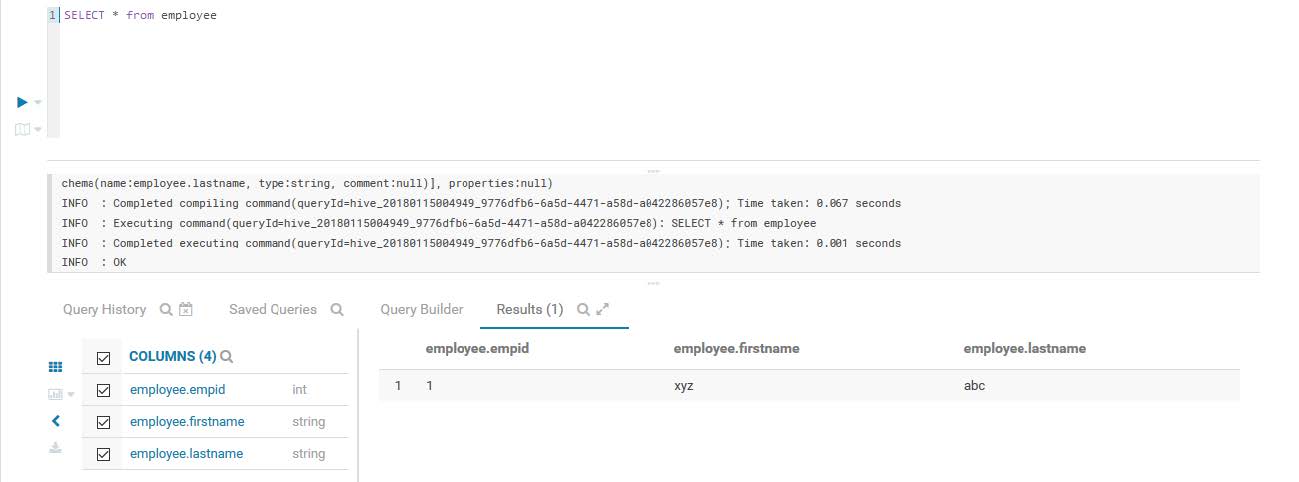 1 SELECT * from employee
chema(name:employee.lastname, type:string, comment:null)], properties:null)
INFO : Completed compiling command(queryId=hive_20180115004949_9776dfb6-6a5d-4471-a58d-a042286057e8); Time taken: 0.067 seconds
INFO : Executing command(queryId=hive_20180115004949_9776dfb6-6a5d-4471-a58d-a042286057e8): SELECT * from employee
INFO : Completed executing command(queryId=hive_20180115004949_9776dfb6-6a5d-4471-a58d-a042286057e8); Time taken: 0.001 seconds
INFO : OK
Query History Saved Queries Query Builder Results (1)
COLUMNS (4)
employee.empid int
employee.firstname string
employee.lastname string
employee.empid employee.firstname employee.lastname
1 1 xyz abc